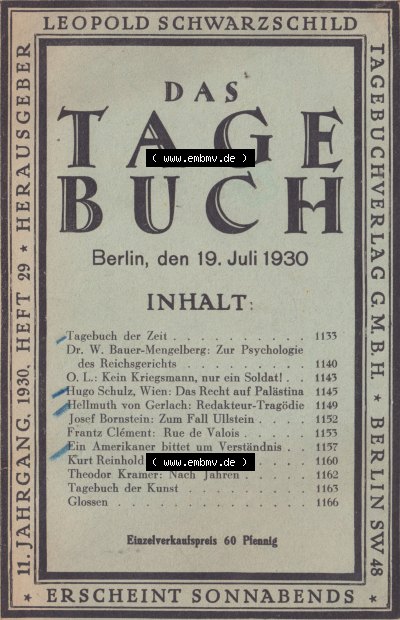 LEOPOLD SCHWARZSCHILD
11. JAHRGANG, 1930, HEFT 29 * HERAUSGEBER
TAGEBUCHVERLAG G.M.B.H. * BERLIN SW 48
DAS
TAGE
( www.embmv.de )
BUCH
( www.embmv.de )
Berlin, den 19. Juli 1930
INHALT:
Tagebuch der Zeit . . . . . . . . . . . . . 1133
Dr. W. Bauer-Mengelberg: Zur Psychologie
des Reichsgerichts . . . . . . . . . . . 1140
O. L.: Kein Kriegsmann, nur ein Soldat! . . 1143
Hugo Schulz, Wien: Das Recht auf Palästina 1145
Hellmuth von Gerlach: Redakteur-Tragödie 1149
Josef Bornstein: Zum Fall Ullstein . . . . . 1152
Frantz Clément: Rue de Valois . . . . . . 1153
Ein Amerikaner bittet um Verständnis . . . 1157
Kurt Reinhold ( www.embmv.de ) . . . . 1160
Theodor Kramer: Nach Jahren . . . . . . . 1162
Tagebuch der Kunst . . . . . . . . . . . 1163
Glossen . . . . . . . . . . . . . . . . . 1166
Einzelverkaufspreis 60 Pfennig
* ERSCHEINT SONNABENDS *